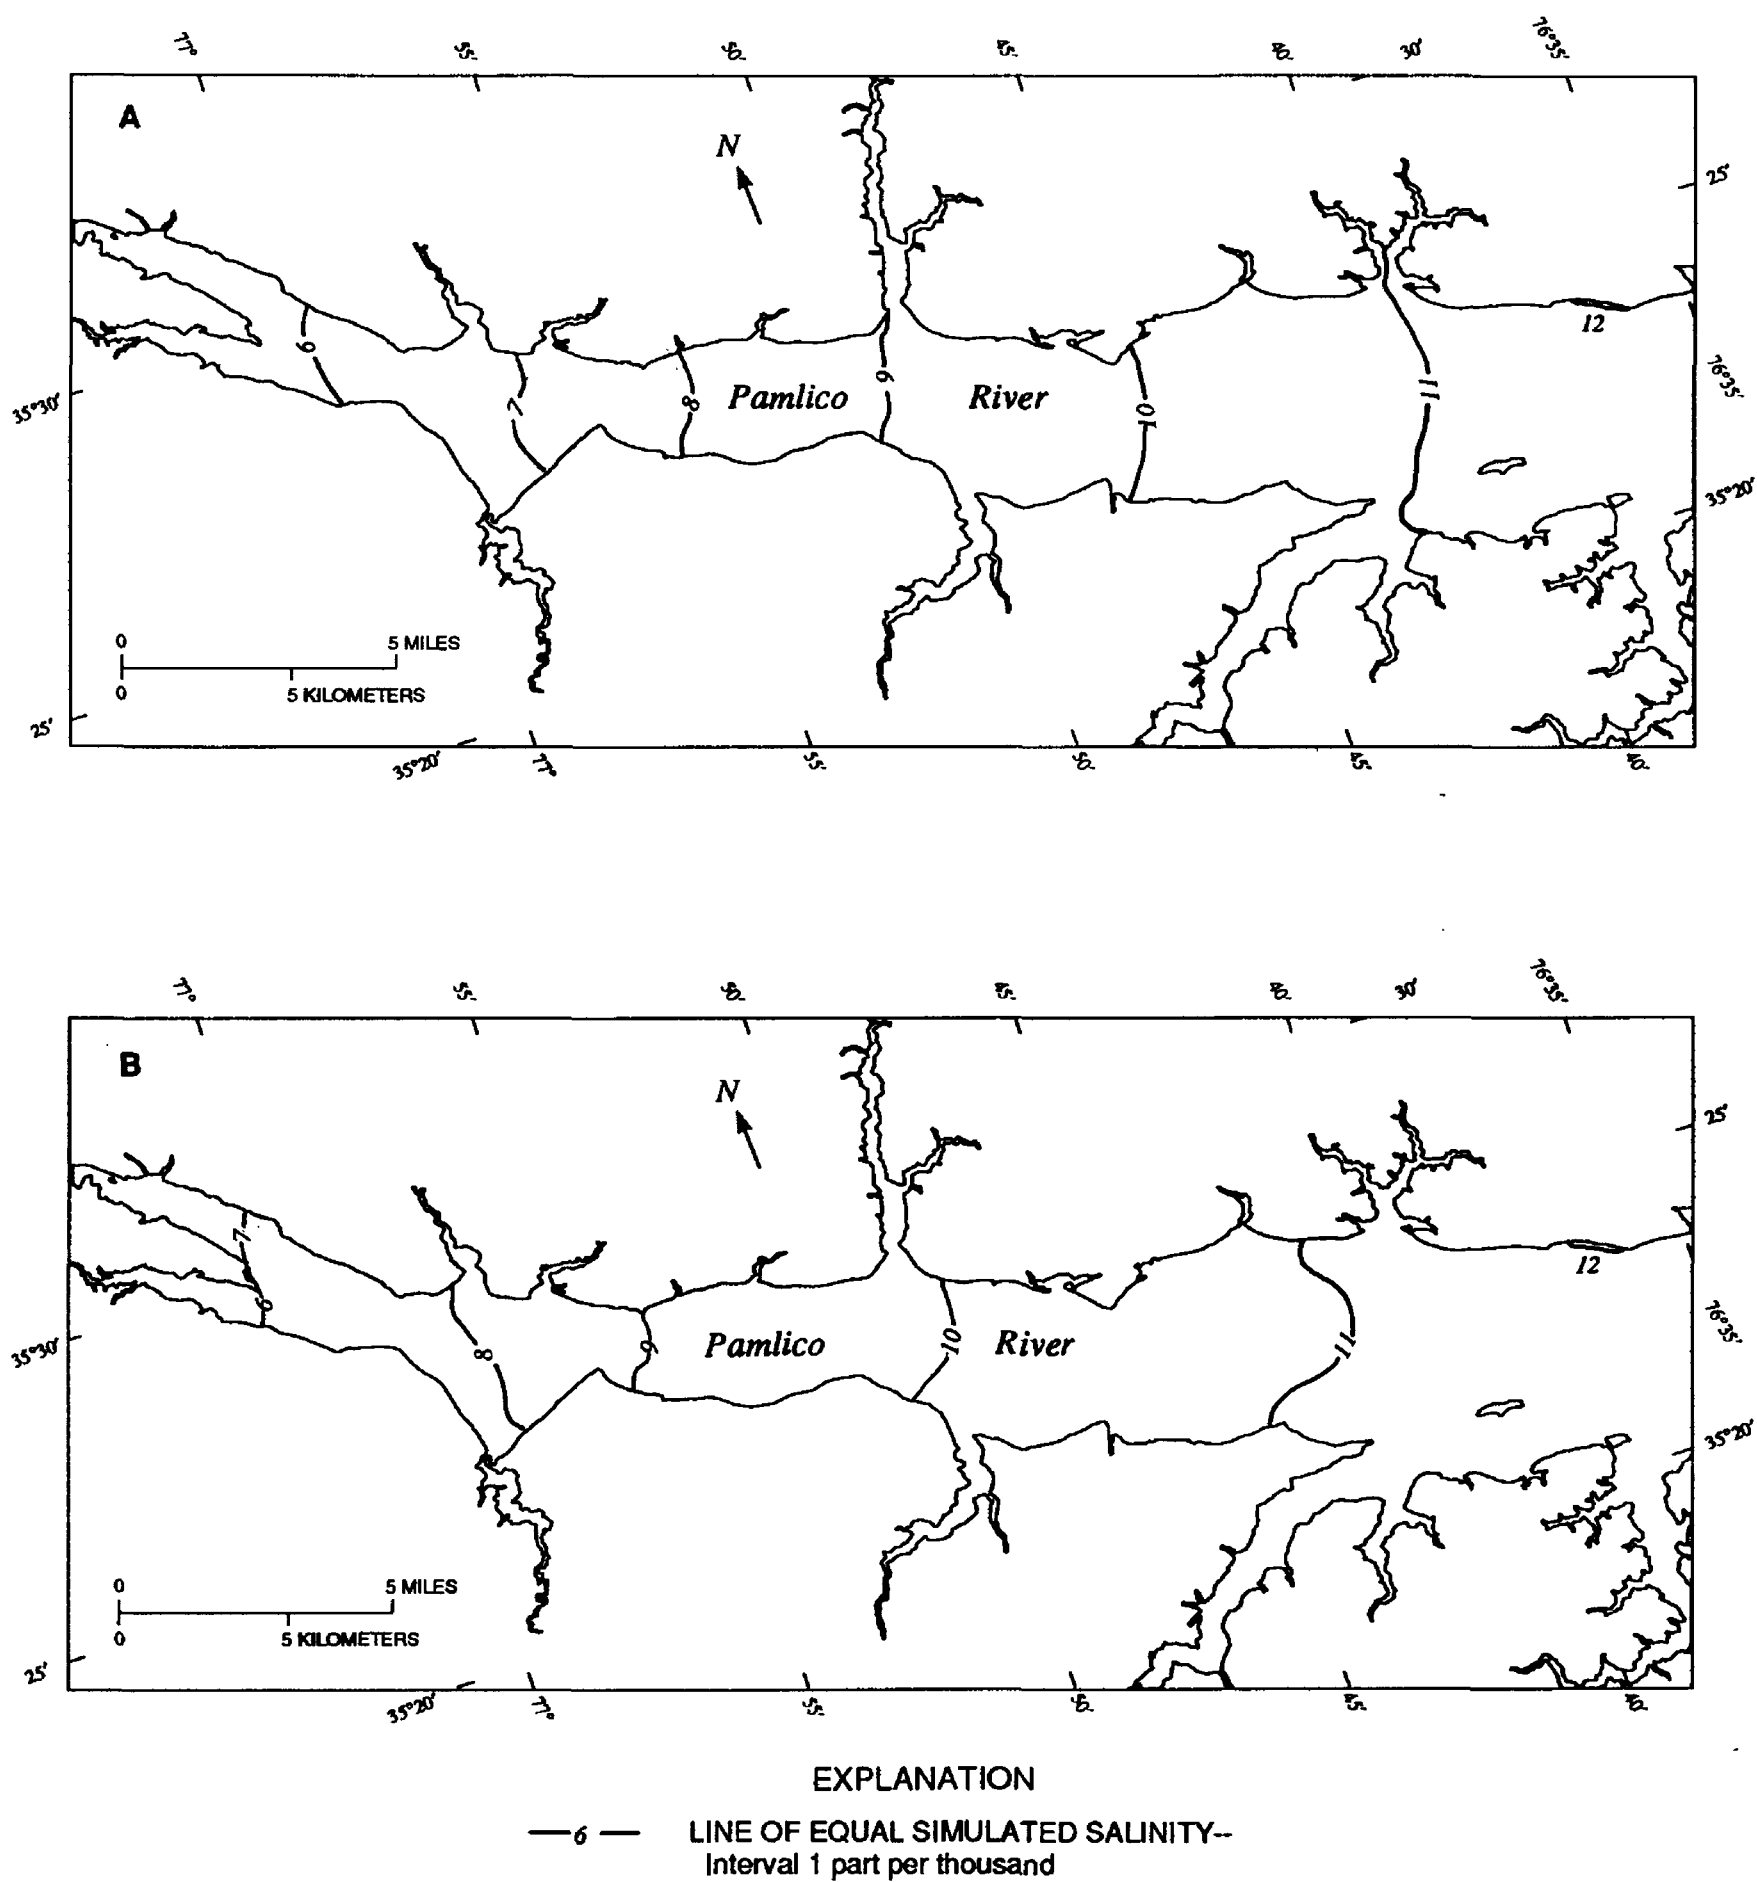 77° 55' 50' 45' 40' 30' 76°35'
A
N
25'
12
6
7
8
Pamlico
9
River
10
11
35°30'
76°35'
35°20'
0 5 MILES
0 5 KILOMETERS
25'
35°20' 77° 55' 50' 45' 40'
77° 55' 50' 45' 40' 30' 76°35'
B
N
25'
7
12
6
8
9
Pamlico
10
River
11
35°30'
76°35'
35°20'
0 5 MILES
0 5 KILOMETERS
25'
35°20' 77° 55' 50' 45' 40'
EXPLANATION
—6— LINE OF EQUAL SIMULATED SALINITY--
Interval 1 part per thousand